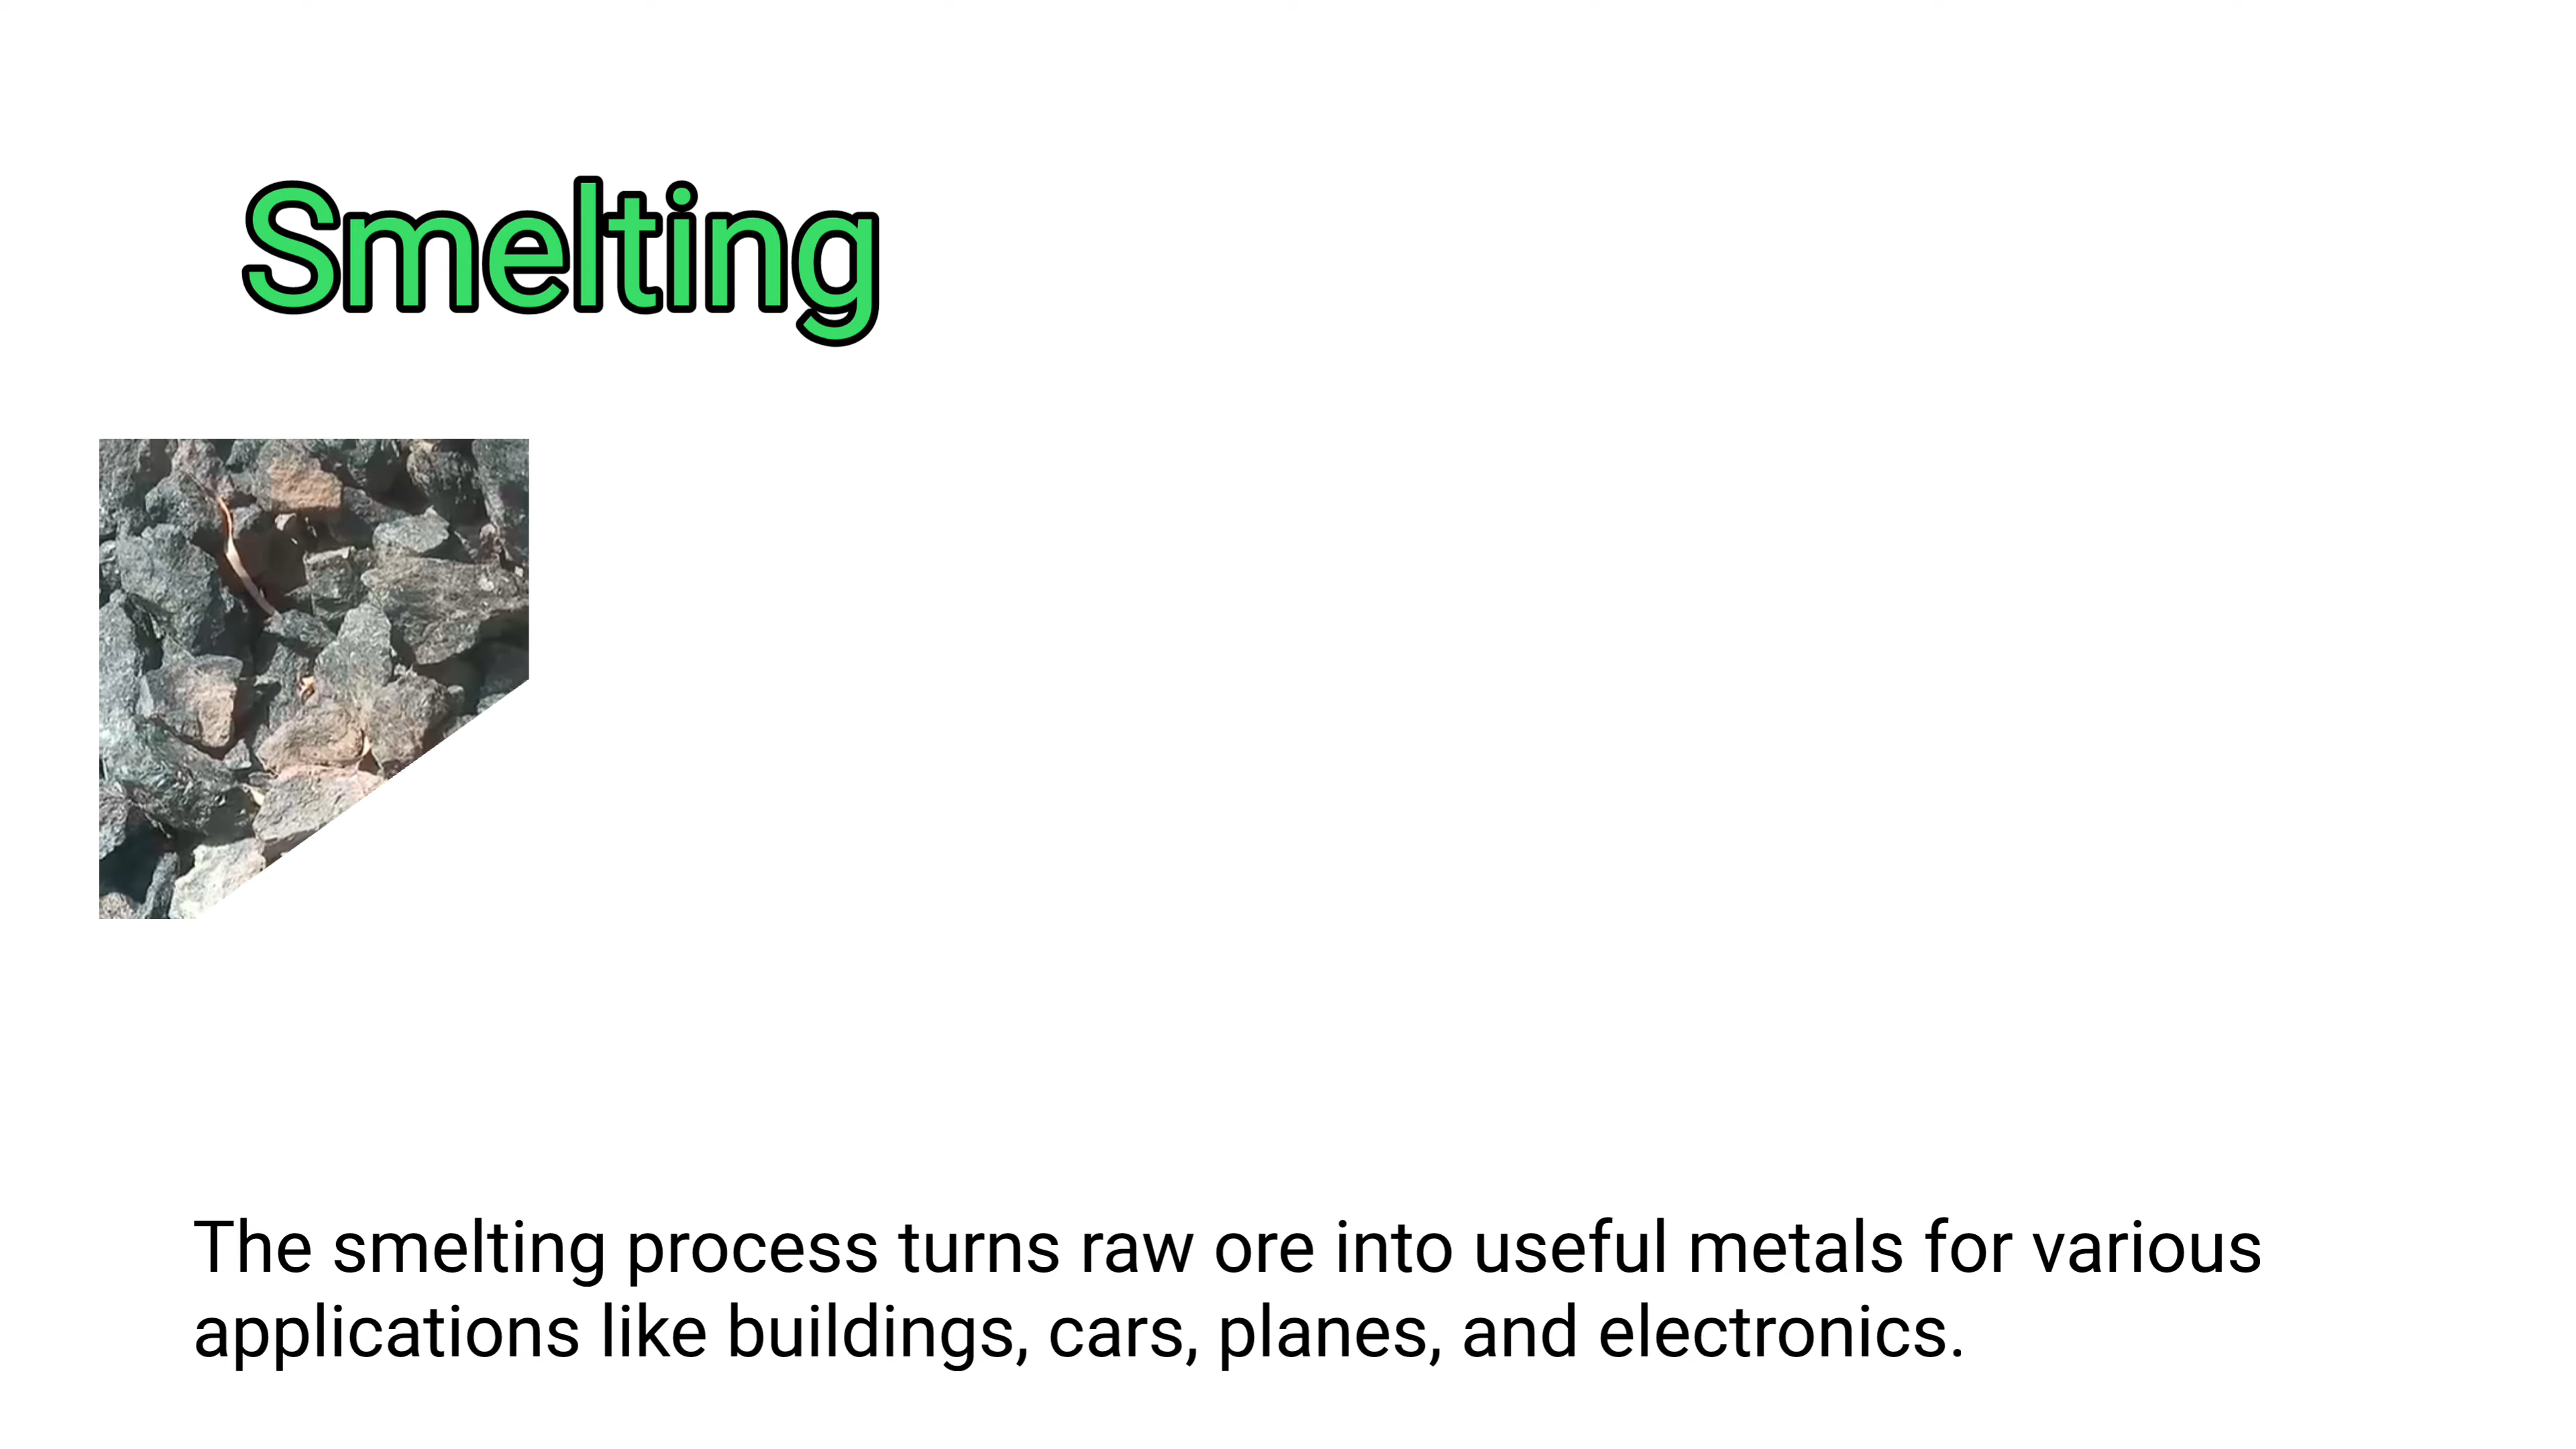 Smelting
The smelting process turns raw ore into useful metals for various
applications like buildings, cars, planes, and electronics.